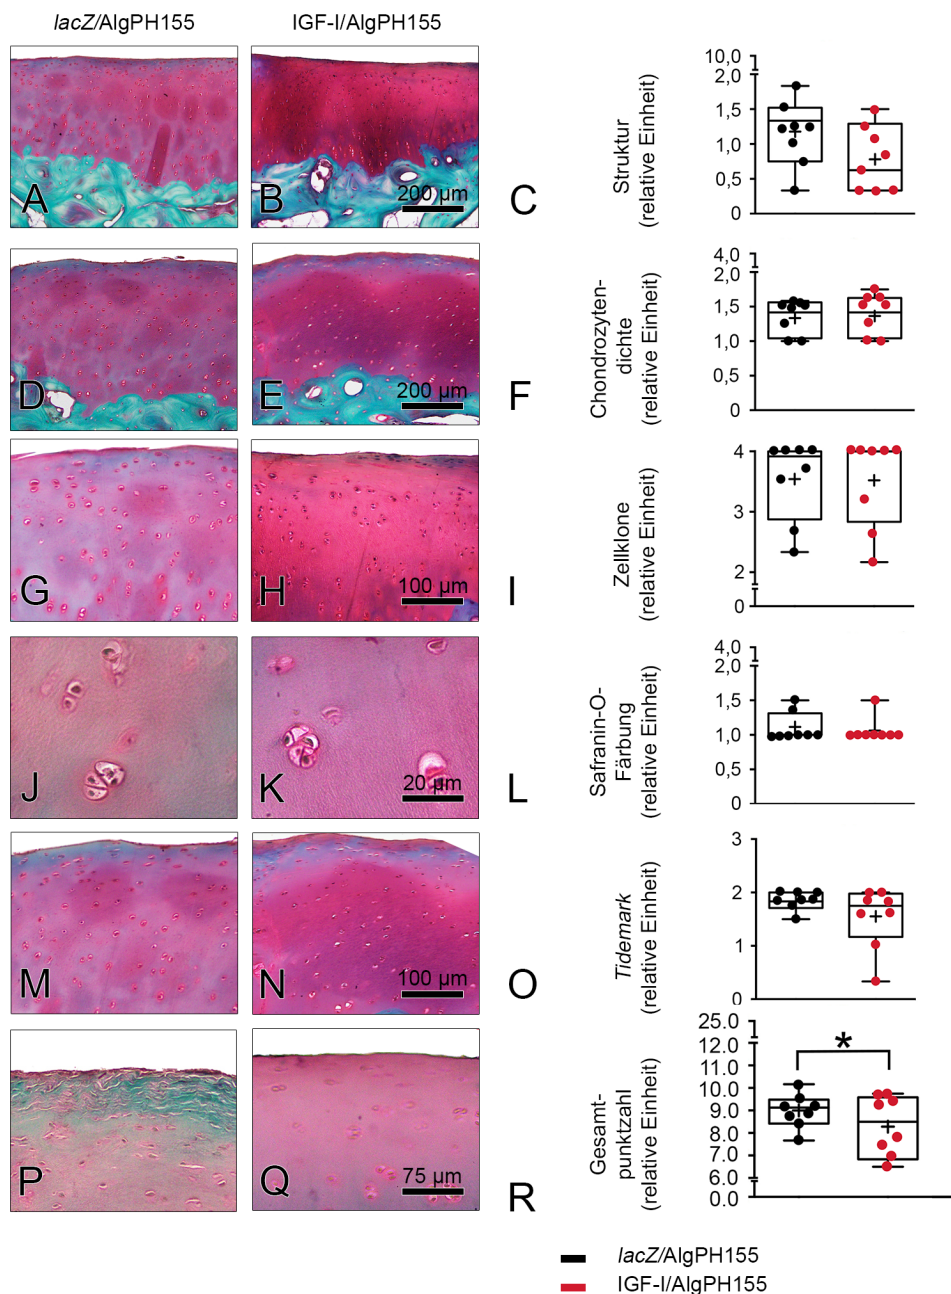 lacZ/AlgPH155 IGF-I/AlgPH155
A B 200 µm C
Struktur
(relative Einheit)
10,0
2,0
1,5
1,0
0,5
0
D E 200 µm F
Chondrozyten-
dichte
(relative Einheit)
4,0
2,0
1,5
1,0
0,5
0
G H 100 µm I
Zellklone
(relative Einheit)
4
3
2
0
J K 20 µm L
Safranin-O-
Färbung
(relative Einheit)
4,0
2,0
1,5
1,0
0,5
0
M N 100 µm O
Tidemark
(relative Einheit)
3
2
1
0
P Q 75 µm R
Gesamt-
punktzahl
(relative Einheit)
25.0
12.0
11.0
10.0
9.0
8.0
7.0
6.0
0.0
*
lacZ/AlgPH155
IGF-I/AlgPH155